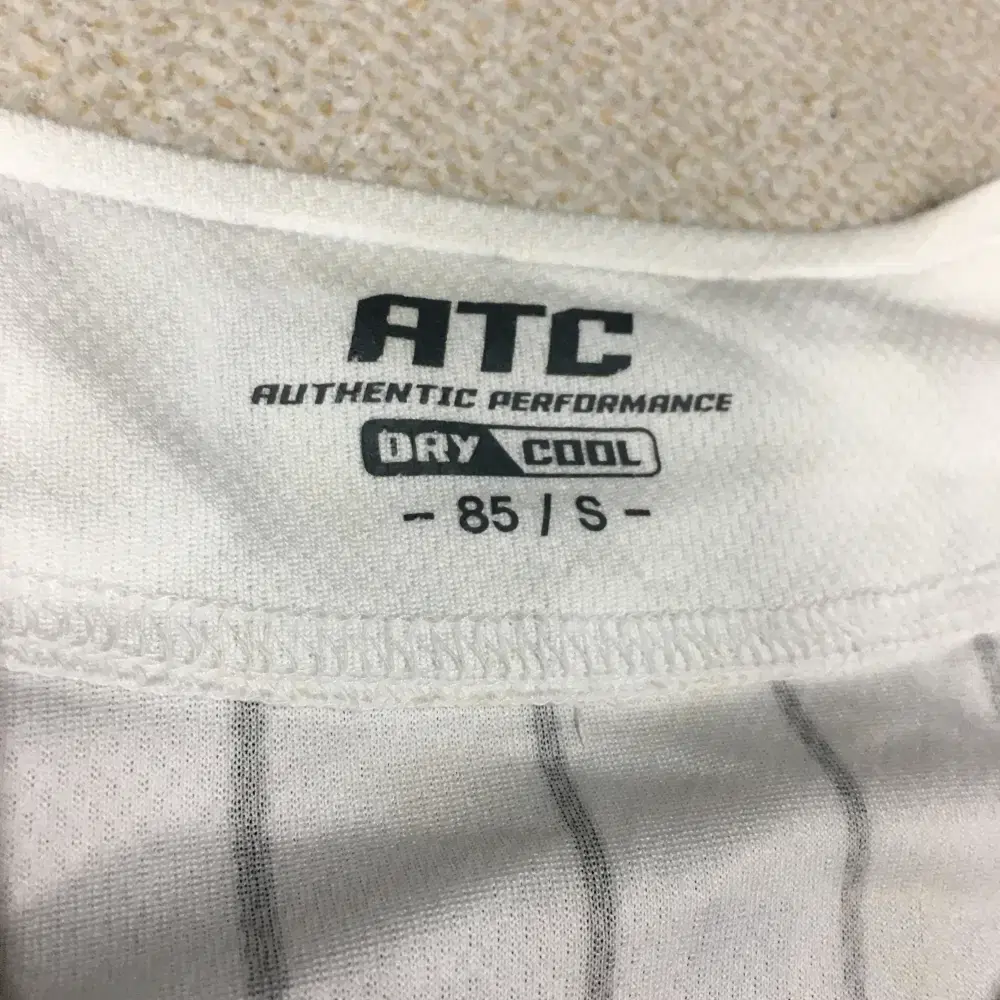 ATC
AUTHENTIC PERFORMANCE
DRY COOL
- 85 / S -